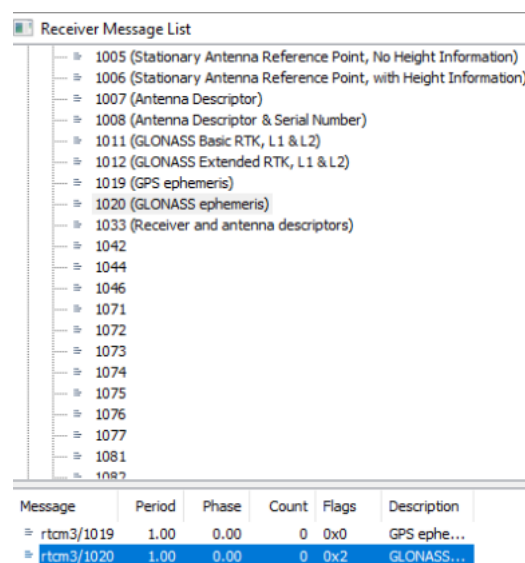 Receiver Message List
1005 (Stationary Antenna Reference Point, No Height Information)
1006 (Stationary Antenna Reference Point, with Height Information)
1007 (Antenna Descriptor)
1008 (Antenna Descriptor & Serial Number)
1011 (GLONASS Basic RTK, L1 & L2)
1012 (GLONASS Extended RTK, L1 & L2)
1019 (GPS ephemeris)
1020 (GLONASS ephemeris)
1033 (Receiver and antenna descriptors)
1042
1044
1046
1071
1072
1073
1074
1075
1076
1077
1081
1082
Message Period Phase Count Flags Description
rtcm3/1019 1.00 0.00 0 0x0 GPS ephe...
rtcm3/1020 1.00 0.00 0 0x2 GLONASS...